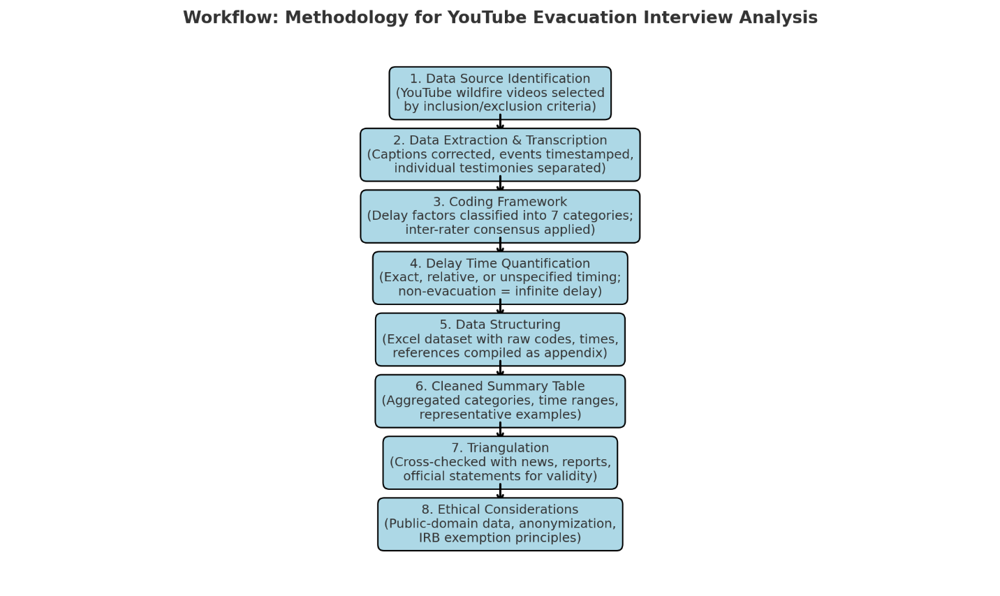 Workflow: Methodology for YouTube Evacuation Interview Analysis
1. Data Source Identification
(YouTube wildfire videos selected
by inclusion/exclusion criteria)
2. Data Extraction & Transcription
(Captions corrected, events timestamped,
individual testimonies separated)
3. Coding Framework
(Delay factors classified into 7 categories;
inter-rater consensus applied)
4. Delay Time Quantification
(Exact, relative, or unspecified timing;
non-evacuation = infinite delay)
5. Data Structuring
(Excel dataset with raw codes, times,
references compiled as appendix)
6. Cleaned Summary Table
(Aggregated categories, time ranges,
representative examples)
7. Triangulation
(Cross-checked with news, reports,
official statements for validity)
8. Ethical Considerations
(Public-domain data, anonymization,
IRB exemption principles)